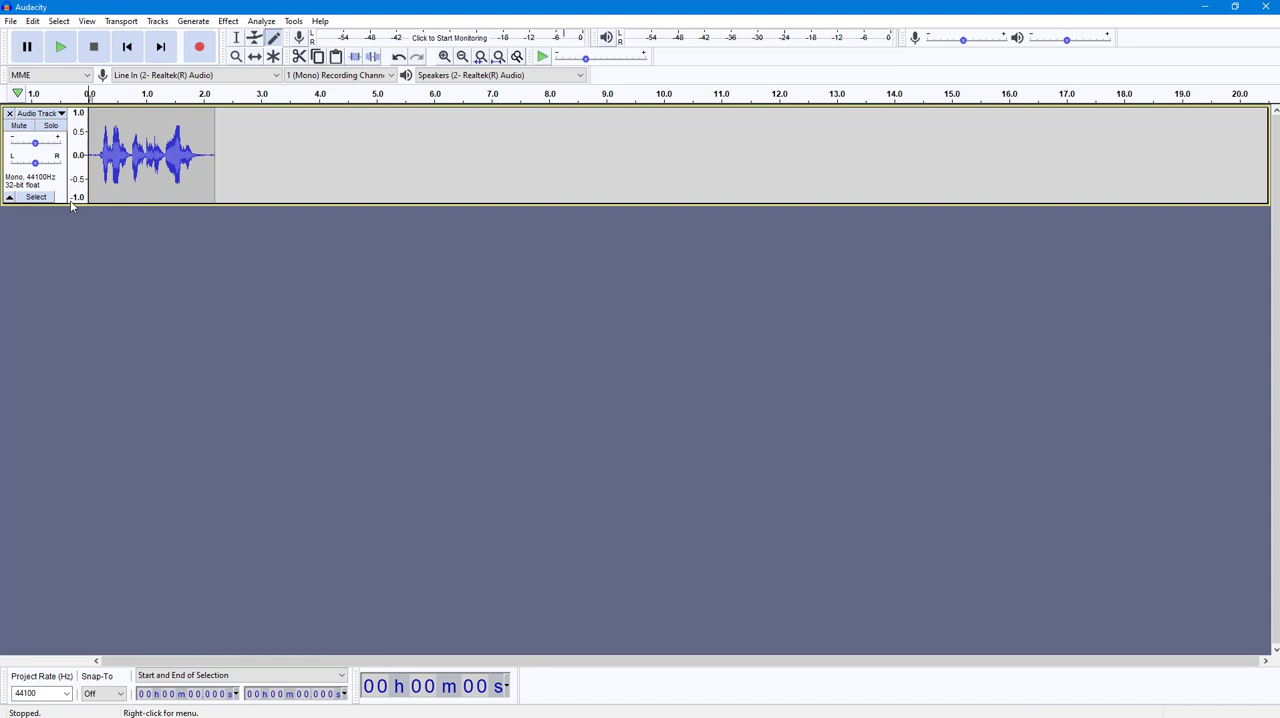 Audacity
File Edit Select View Transport Tracks Generate Effect Analyze Tools Help
L R -54 -48 -42 Click to Start Monitoring -18 -12 -6 0 L R -54 -48 -42 -36 -30 -24 -18 -12 -6 0 - + - +
- +
MME Line In (2- Realtek(R) Audio) 1 (Mono) Recording Chann Speakers (2- Realtek(R) Audio)
1.0 0.0 1.0 2.0 3.0 4.0 5.0 6.0 7.0 8.0 9.0 10.0 11.0 12.0 13.0 14.0 15.0 16.0 17.0 18.0 19.0 20.0
Audio Track 1.0
Mute Solo 0.5
- +
L R 0.0
Mono, 44100Hz -0.5
32-bit float
Select -1.0
Project Rate (Hz) Snap-To Start and End of Selection
44100 Off 00 h 00 m 00.000 s 00 h 00 m 00.000 s 00 h 00 m 00 s
Stopped. Right-click for menu.